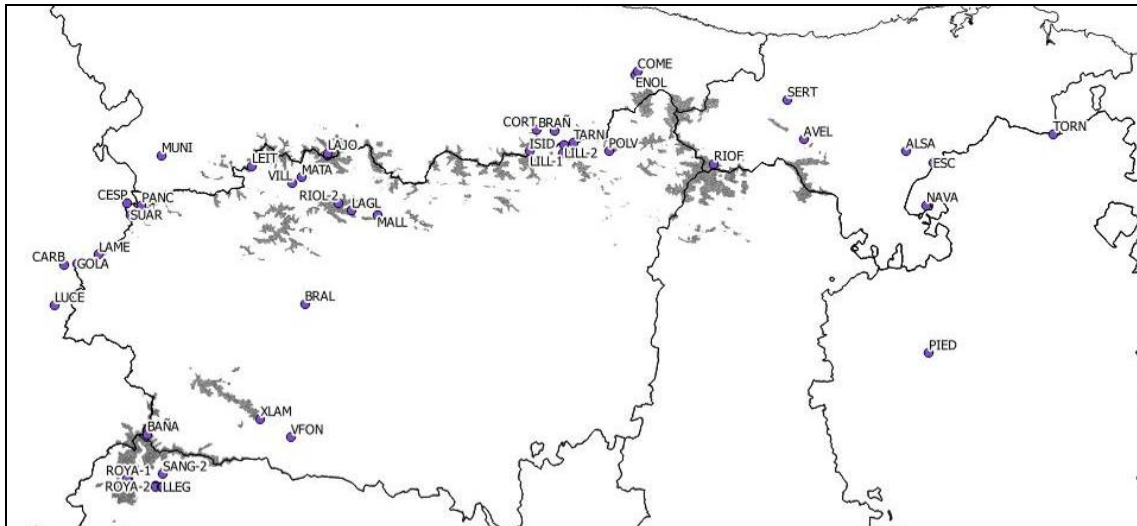 COME
ENOL
SERT
CORT BRAÑ
TARN
TORN
AVEL
MUNI
LAJO
ISID
LILL-1
LILL-2
POLV
ALSA
ESC
LEIT
MATA
VILL
RIOF
CESP
PANC
SUAR
RIOL-2
LAGL
MALL
NAVA
LAME
CARB
GOLA
LUCE
BRAL
PIED
XLAM
VFON
BAÑA
ROYA-1
SANG-2
ROYA-2
LLEG